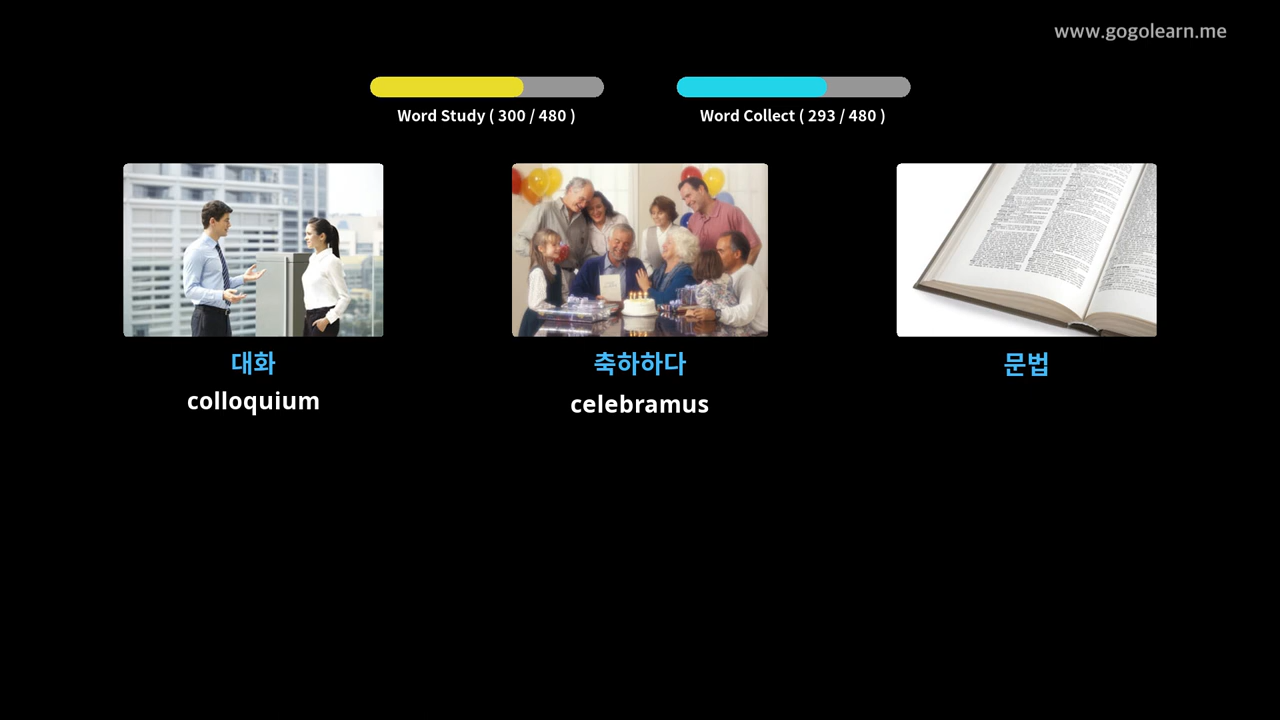 www.gogolearn.me
Word Study ( 300 / 480 )
Word Collect ( 293 / 480 )
대화
colloquium
축하하다
celebramus
문법